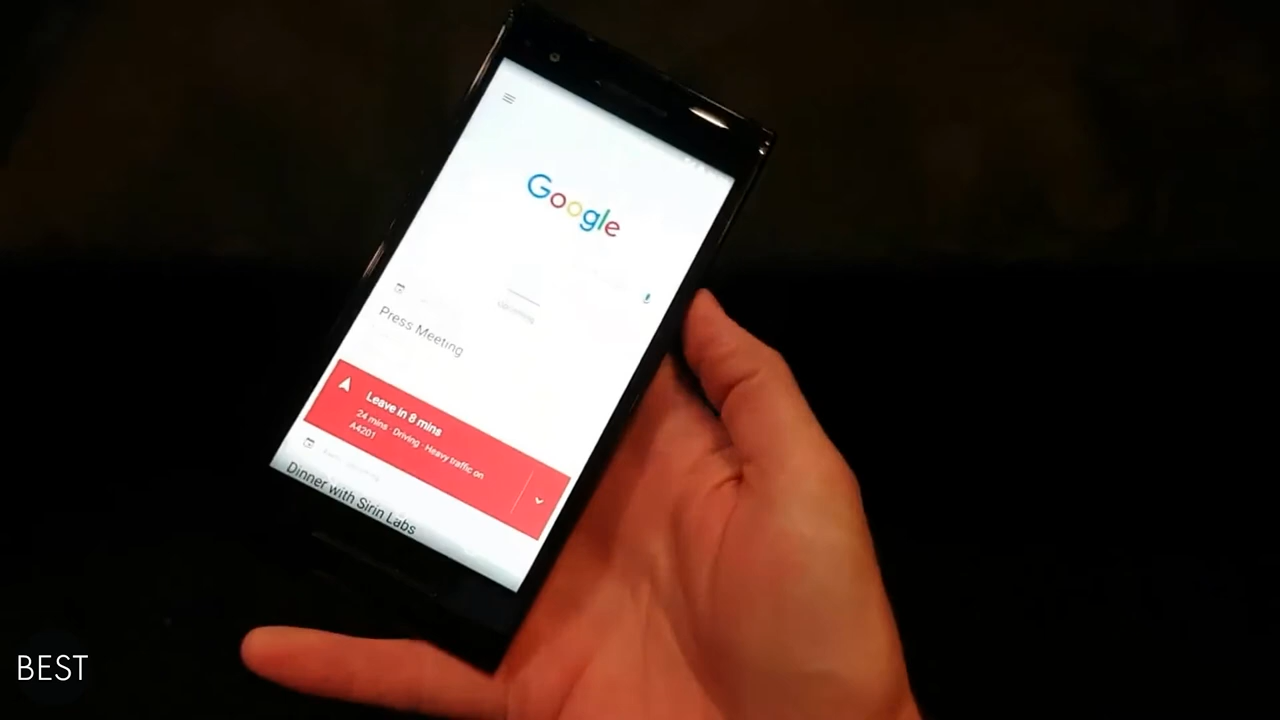 Google
Upcoming
Press Meeting
Leave in 8 mins
24 mins · Driving · Heavy traffic on
A4201
Dinner with Sirin Labs
BEST